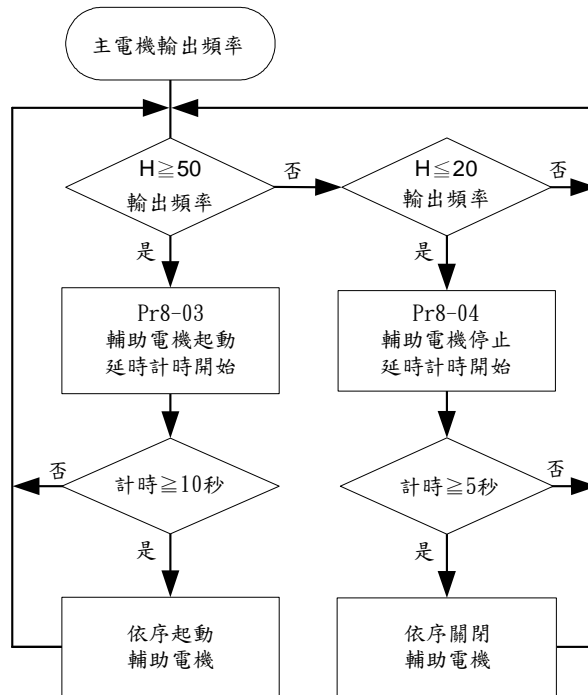 主電機輸出頻率
H≧50
輸出頻率
否
是
H≦20
輸出頻率
否
是
Pr8-03
輔助電機起動
延時計時開始
Pr8-04
輔助電機停止
延時計時開始
否
計時≧10秒
是
計時≧5秒
否
是
依序起動
輔助電機
依序關閉
輔助電機